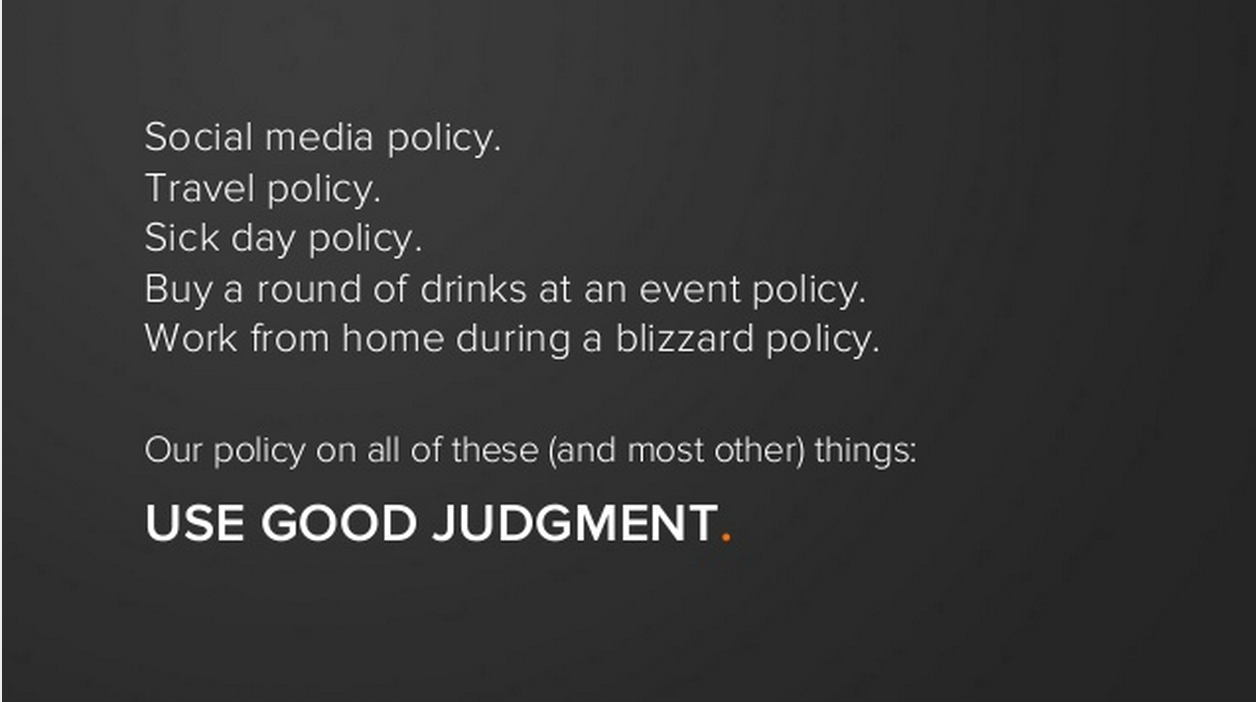 Social media policy.
Travel policy.
Sick day policy.
Buy a round of drinks at an event policy.
Work from home during a blizzard policy.
Our policy on all of these (and most other) things:
USE GOOD JUDGMENT.